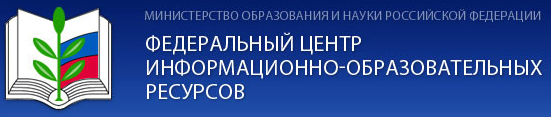 МИНИСТЕРСТВО ОБРАЗОВАНИЯ И НАУКИ РОССИЙСКОЙ ФЕДЕРАЦИИ
ФЕДЕРАЛЬНЫЙ ЦЕНТР
ИНФОРМАЦИОННО-ОБРАЗОВАТЕЛЬНЫХ
РЕСУРСОВ